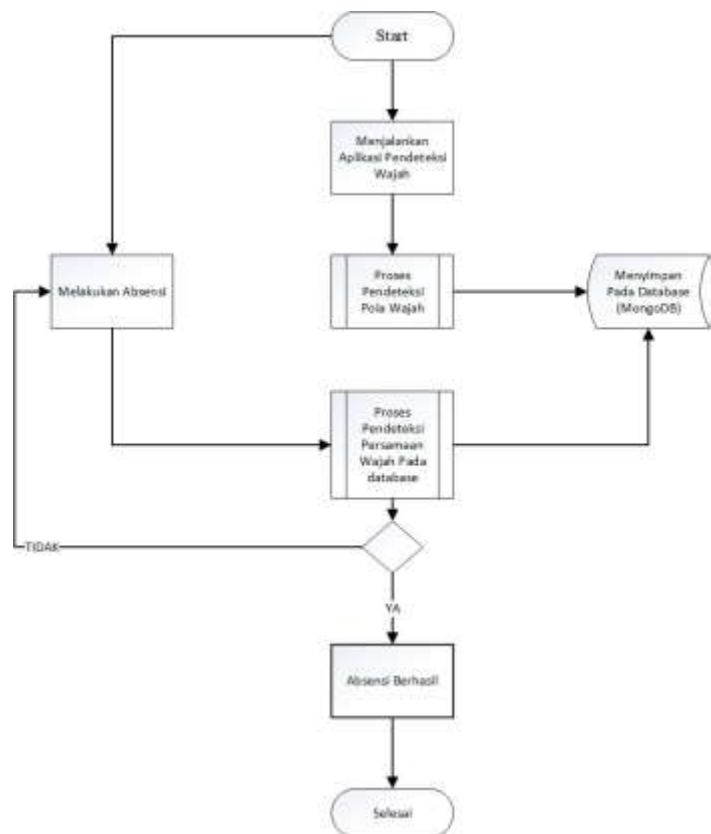 Start
Menjalankan
Aplikasi Pendeteksi
Wajah
Melakukan Absensi
Proses
Pendeteksi
Pola Wajah
Menyimpan
Pada Database
(MongoDB)
Proses
Pendeteksi
Persamaan
Wajah Pada
database
TIDAK
YA
Absensi Berhasil
Selesai